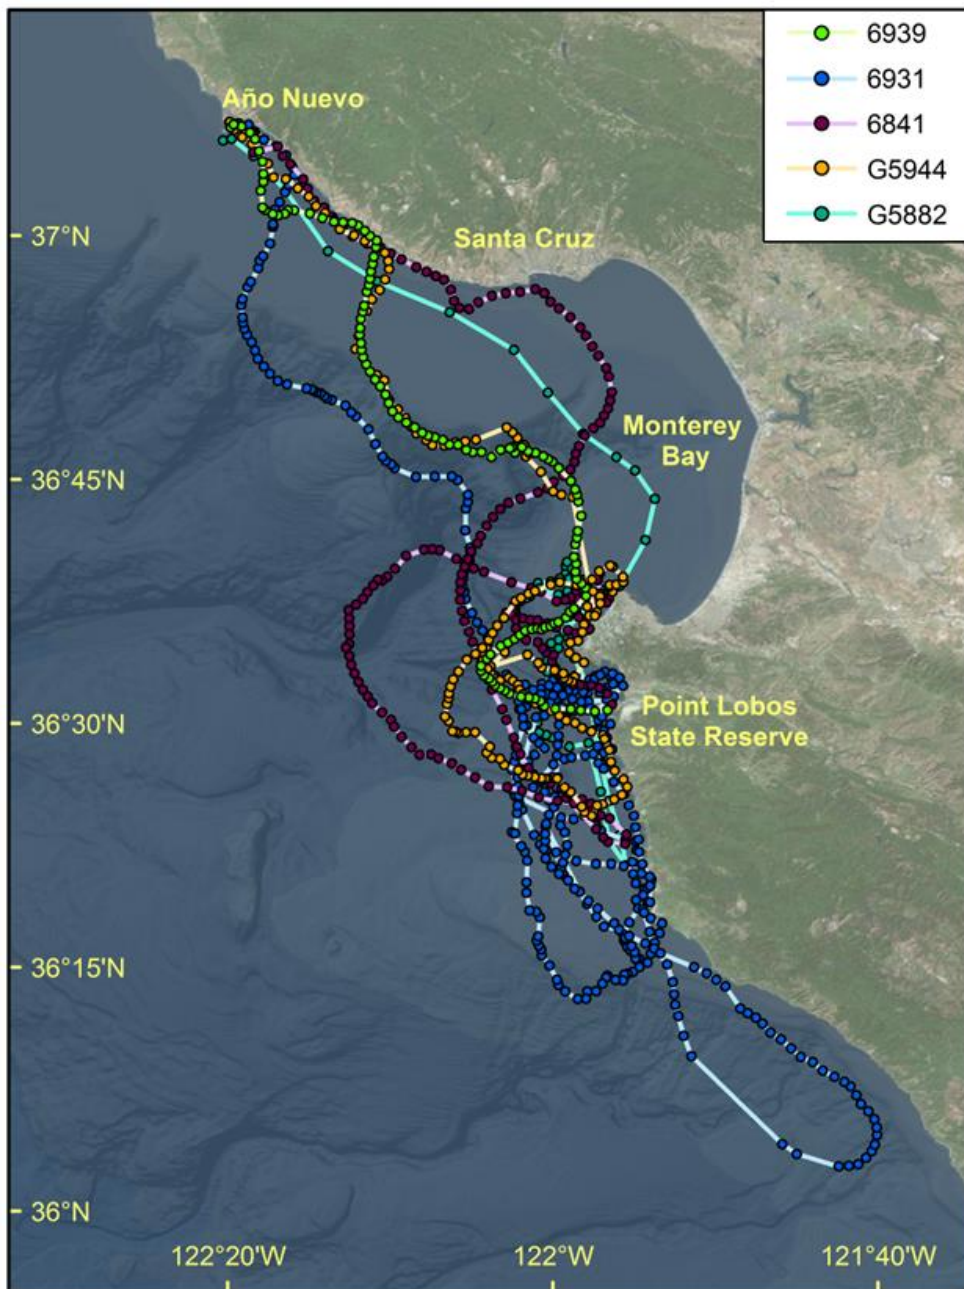 6939
6931
6841
G5944
G5882
Año Nuevo
Santa Cruz
Monterey
Bay
Point Lobos
State Reserve
37°N
36°45'N
36°30'N
36°15'N
36°N
122°20'W
122°W
121°40'W